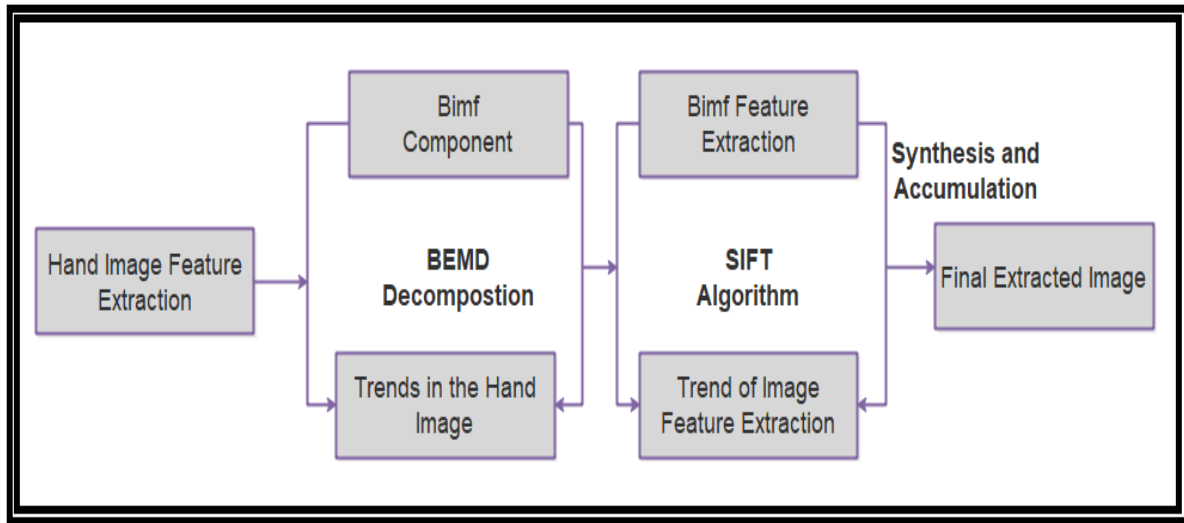 Hand Image Feature
Extraction
Bimf
Component
BEMD
Decompostion
Trends in the Hand
Image
Bimf Feature
Extraction
SIFT
Algorithm
Trend of Image
Feature Extraction
Synthesis and
Accumulation
Final Extracted Image